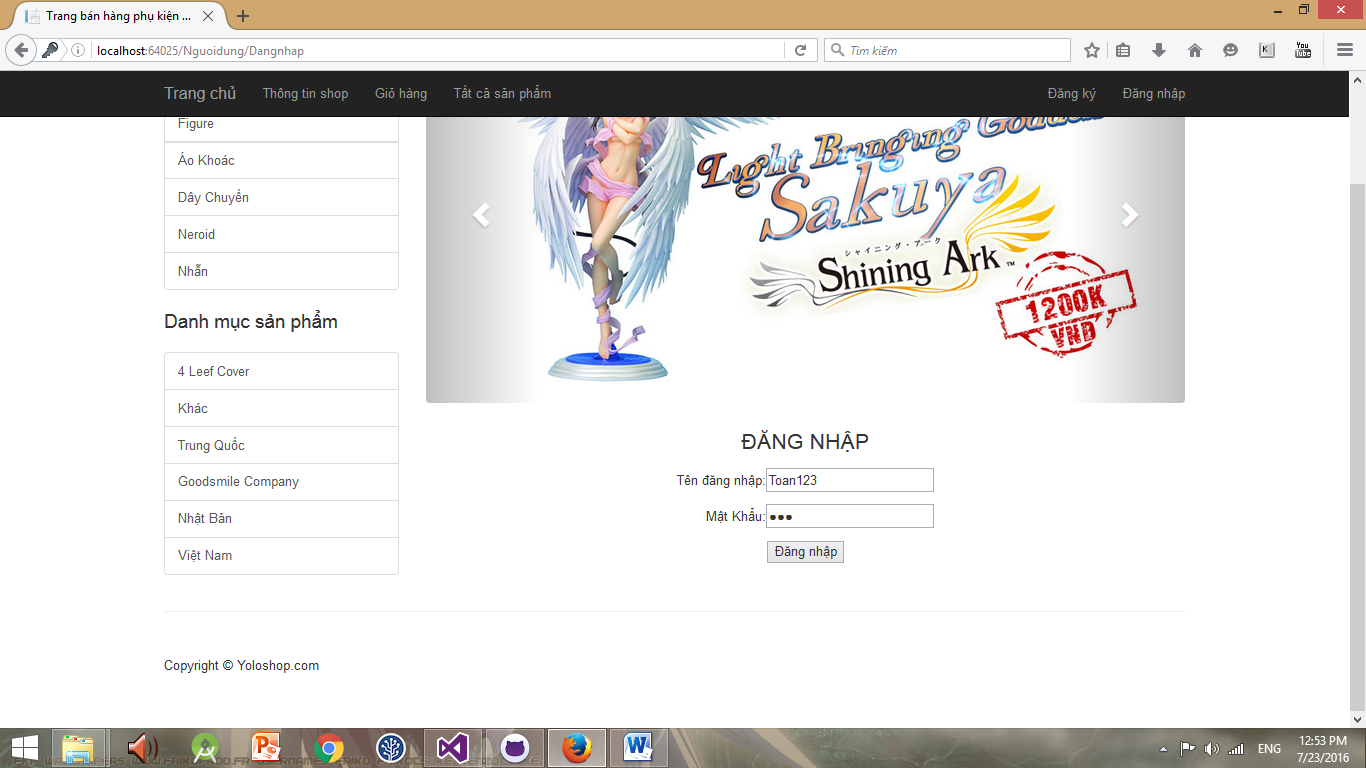 Trang bán hàng phụ kiện ...
localhost:64025/Nguoidung/Dangnhap
Tìm kiếm
You Tube
Trang chủ Thông tin shop Giỏ hàng Tất cả sản phẩm Đăng ký Đăng nhập
Figure
Áo Khoác
Dây Chuyền
Neroid
Nhẫn
Danh mục sản phẩm
4 Leef Cover
Khác
Trung Quốc
Goodsmile Company
Nhật Bản
Việt Nam
Light Bringing Goddess
Sakuya
シャイニング・アーク
Shining Ark™
1200K
VND
ĐĂNG NHẬP
Tên đăng nhập: Toan123
Mật Khẩu: ●●●
Đăng nhập
Copyright © Yoloshop.com
ENG
12:53 PM
7/23/2016